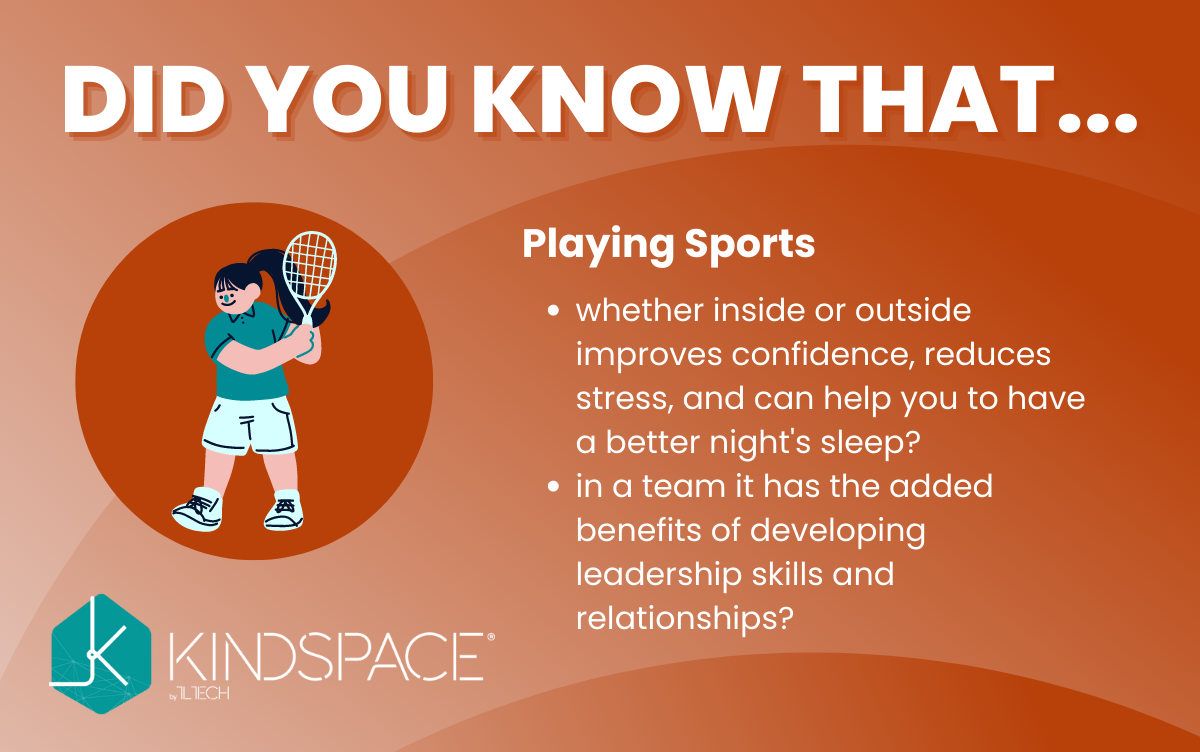 DID YOU KNOW THAT...
Playing Sports
• whether inside or outside
improves confidence, reduces
stress, and can help you to have
a better night's sleep?
• in a team it has the added
benefits of developing
leadership skills and
relationships?
KINDSPACE®
by TLTECH